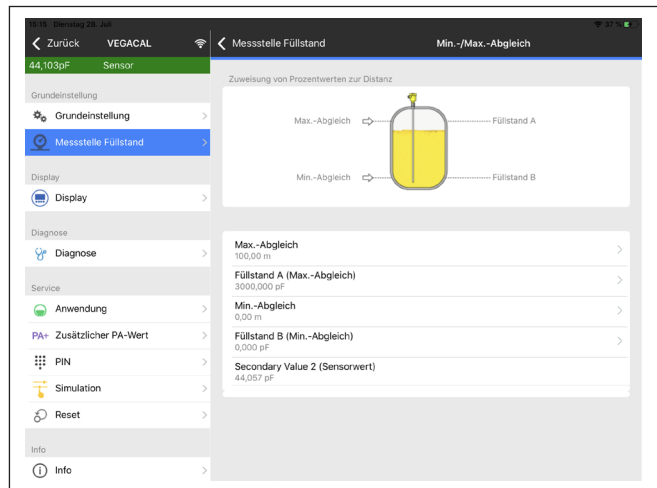 15:15 Dienstag 28. Juli
37 %
Zurück VEGACAL
44,103pF Sensor
Grundeinstellung
Grundeinstellung
Messstelle Füllstand
Display
Display
Diagnose
Diagnose
Service
Anwendung
PA+ Zusätzlicher PA-Wert
PIN
Simulation
Reset
Info
Info
Messstelle Füllstand Min.-/Max.-Abgleich
Zuweisung von Prozentwerten zur Distanz
Max.-Abgleich Füllstand A
Min.-Abgleich Füllstand B
Max.-Abgleich
100,00 m
Füllstand A (Max.-Abgleich)
3000,000 pF
Min.-Abgleich
0,00 m
Füllstand B (Min.-Abgleich)
0,000 pF
Secondary Value 2 (Sensorwert)
44,057 pF